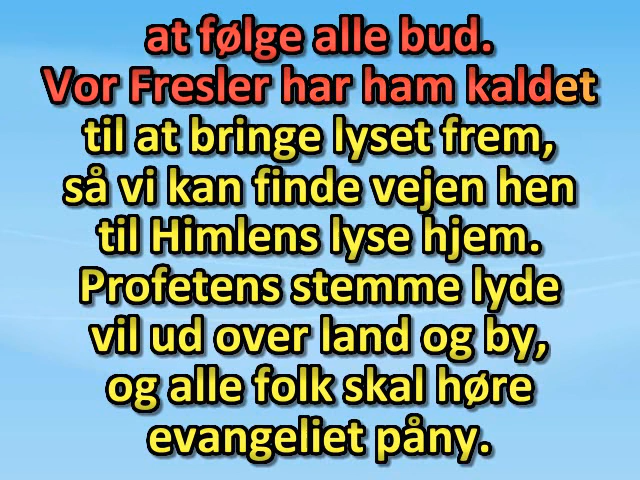 at følge alle bud.
Vor Fresler har ham kaldet
til at bringe lyset frem,
så vi kan finde vejen hen
til Himlens lyse hjem.
Profetens stemme lyde
vil ud over land og by,
og alle folk skal høre
evangeliet påny.